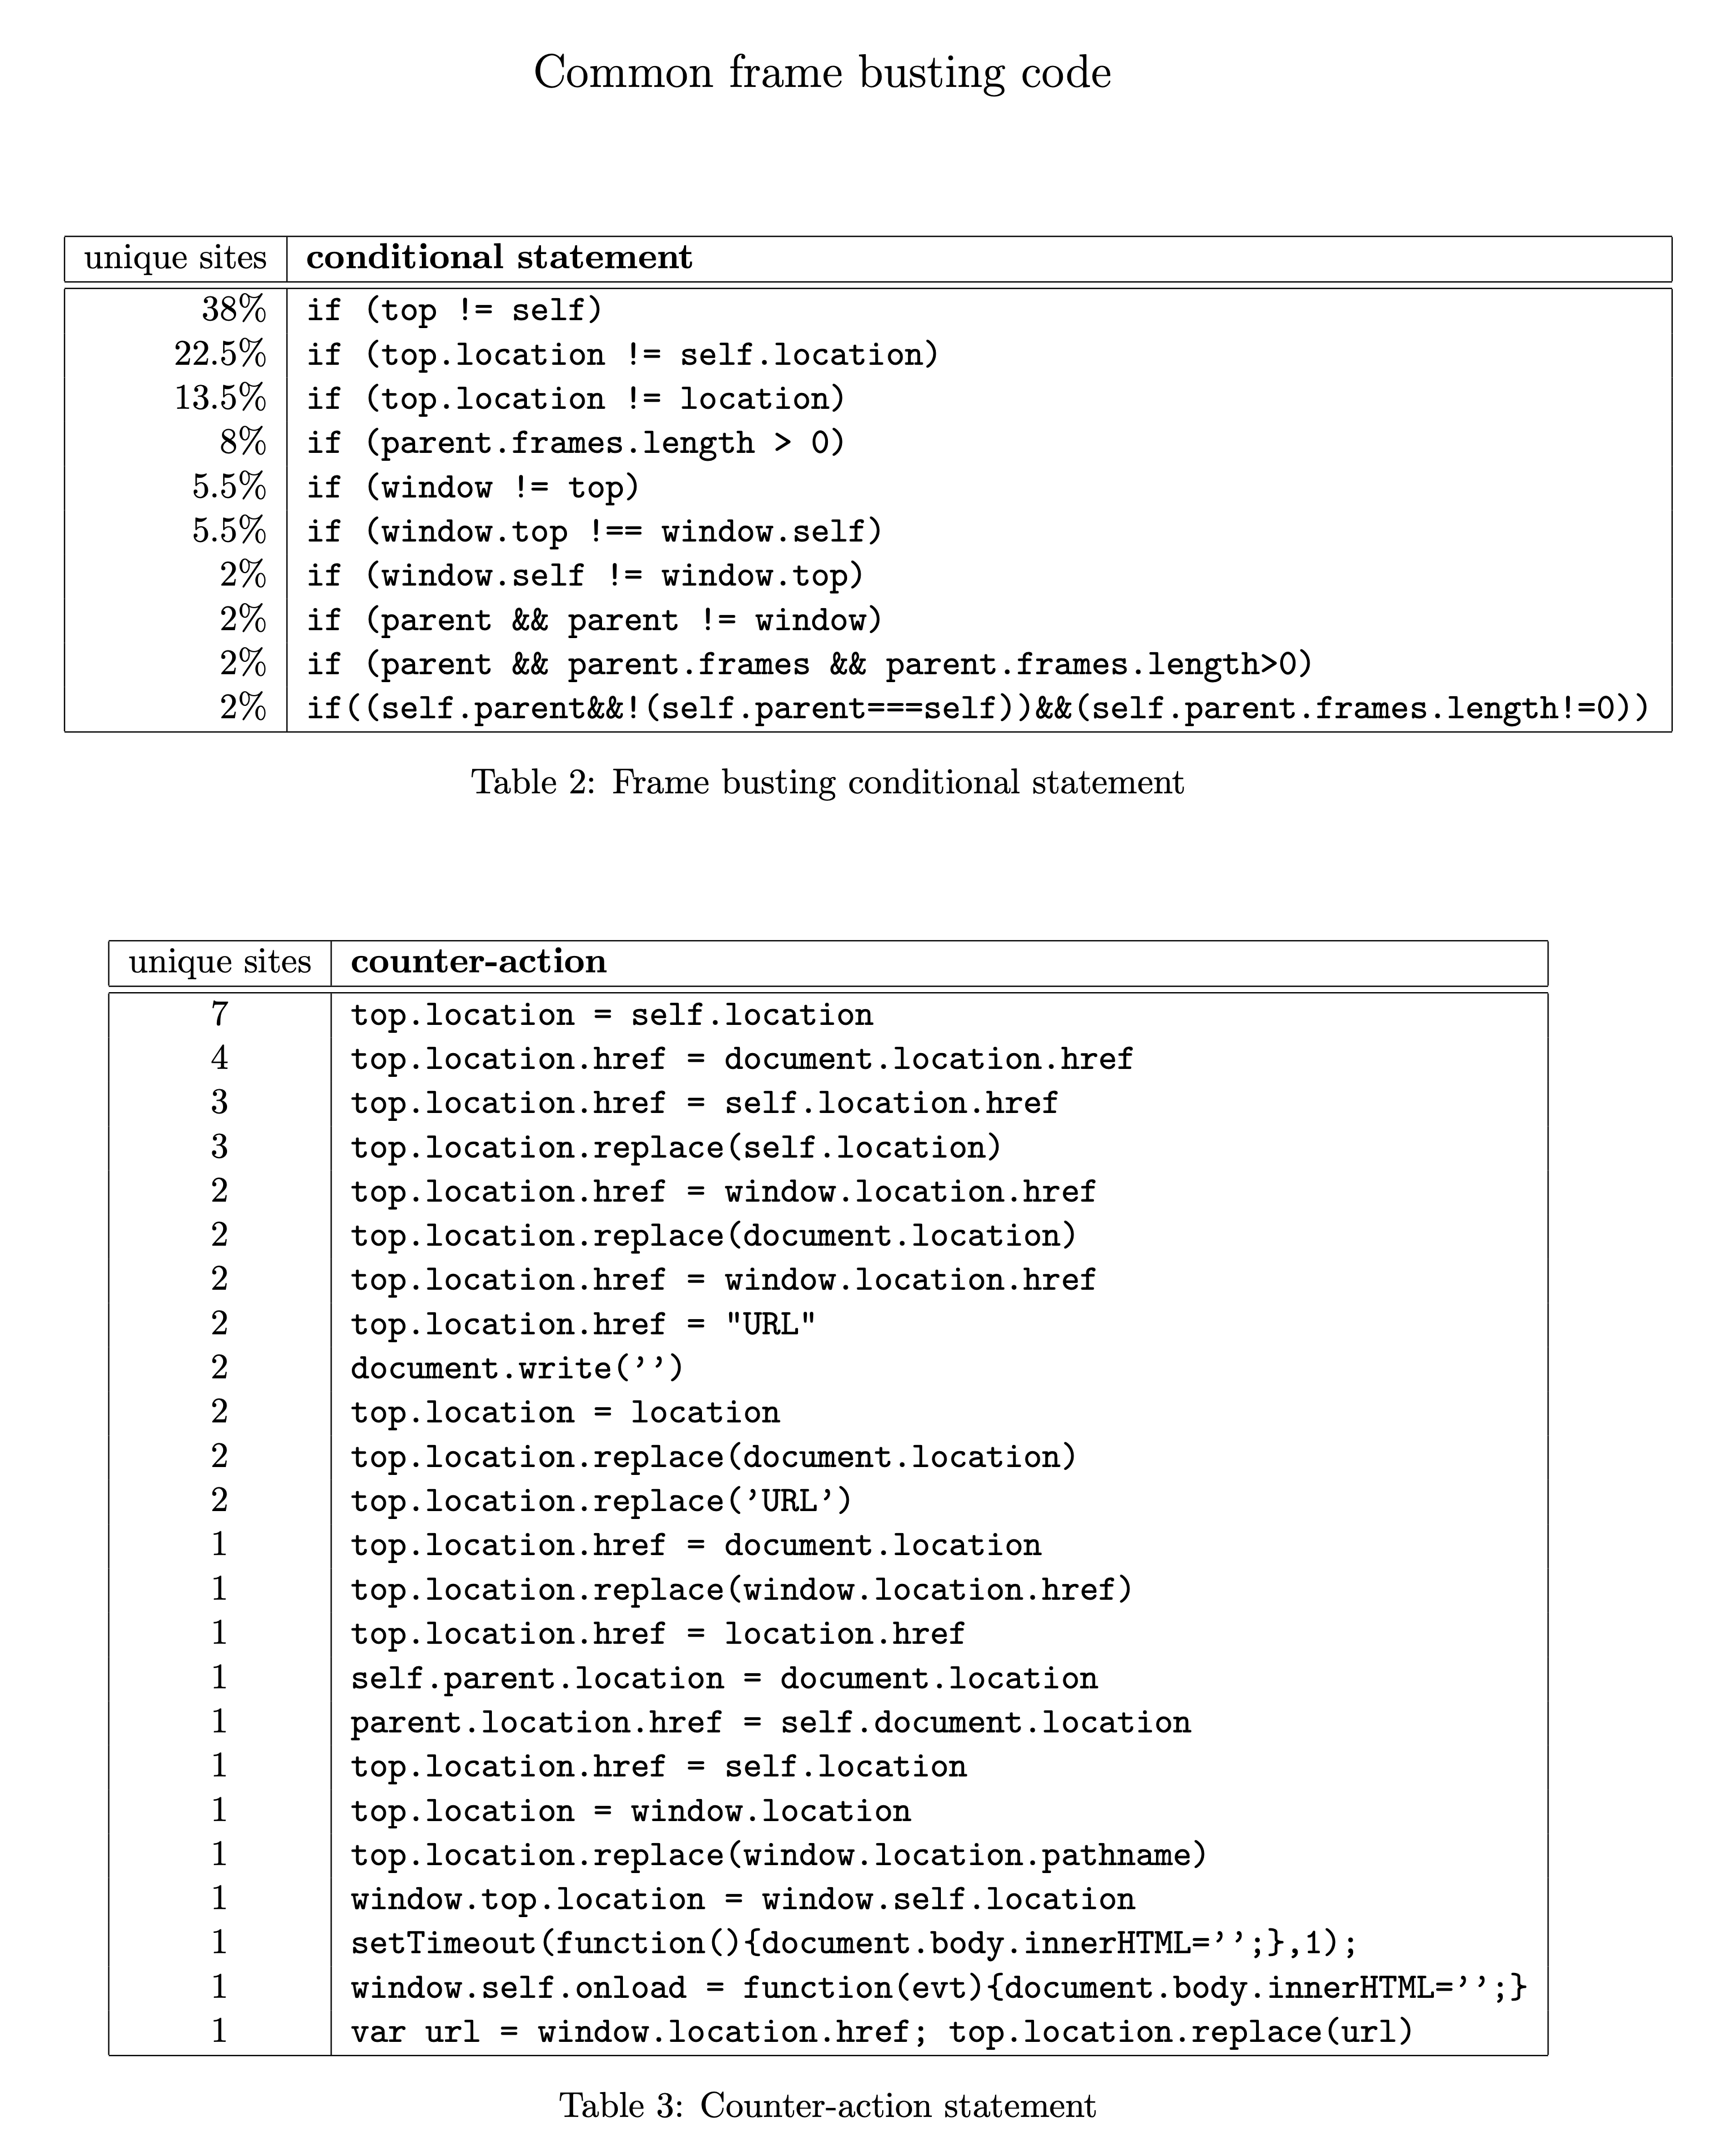 Common frame busting code
unique sites conditional statement
38% if (top != self)
22.5% if (top.location != self.location)
13.5% if (top.location != location)
8% if (parent.frames.length > 0)
5.5% if (window != top)
5.5% if (window.top !== window.self)
2% if (window.self != window.top)
2% if (parent && parent != window)
2% if (parent && parent.frames && parent.frames.length>0)
2% if((self.parent&&!(self.parent===self))&&(self.parent.frames.length!=0))
Table 2: Frame busting conditional statement
unique sites counter-action
7 top.location = self.location
4 top.location.href = document.location.href
3 top.location.href = self.location.href
3 top.location.replace(self.location)
2 top.location.href = window.location.href
2 top.location.replace(document.location)
2 top.location.href = window.location.href
2 top.location.href = "URL"
2 document.write('')
2 top.location = location
2 top.location.replace(document.location)
2 top.location.replace('URL')
1 top.location.href = document.location
1 top.location.replace(window.location.href)
1 top.location.href = location.href
1 self.parent.location = document.location
1 parent.location.href = self.document.location
1 top.location.href = self.location
1 top.location = window.location
1 top.location.replace(window.location.pathname)
1 window.top.location = window.self.location
1 setTimeout(function(){document.body.innerHTML='';},1);
1 window.self.onload = function(evt){document.body.innerHTML='';}
1 var url = window.location.href; top.location.replace(url)
Table 3: Counter-action statement